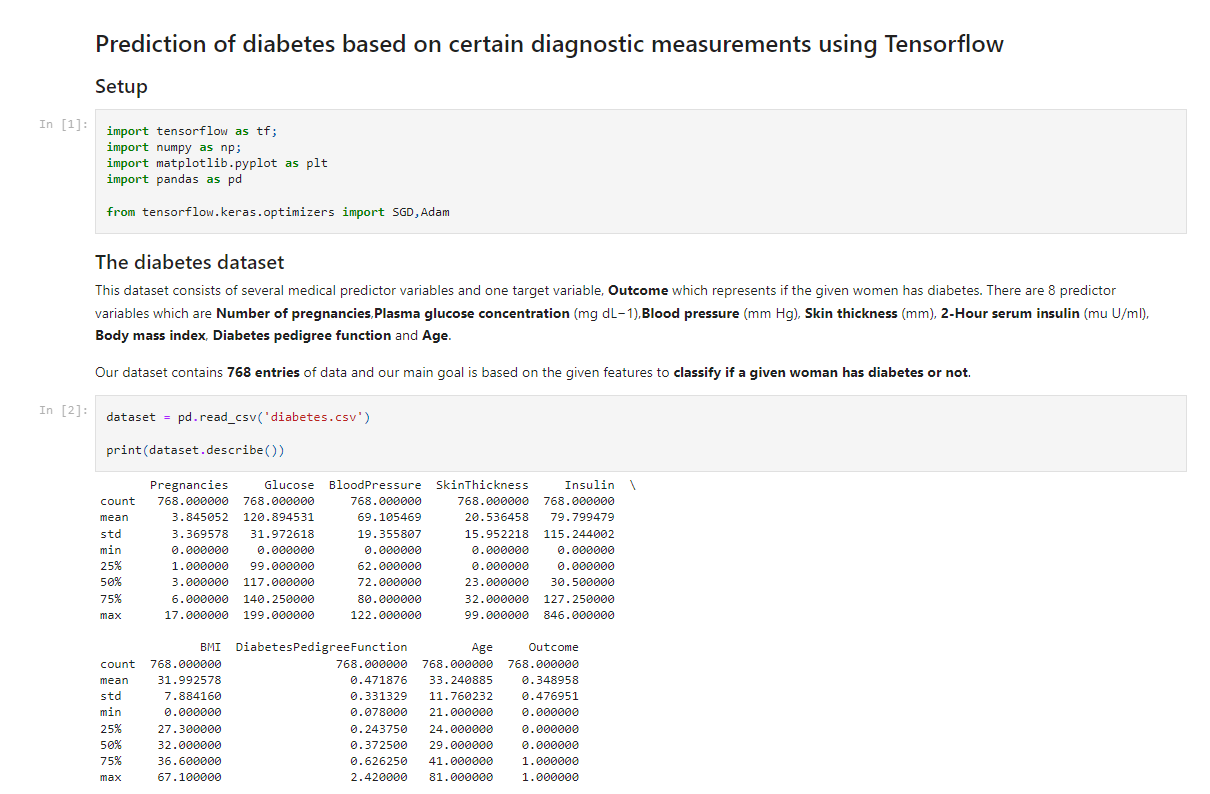 Prediction of diabetes based on certain diagnostic measurements using Tensorflow
Setup
In [1]:
import tensorflow as tf;
import numpy as np;
import matplotlib.pyplot as plt
import pandas as pd
from tensorflow.keras.optimizers import SGD,Adam
The diabetes dataset
This dataset consists of several medical predictor variables and one target variable, Outcome which represents if the given women has diabetes. There are 8 predictor
variables which are Number of pregnancies,Plasma glucose concentration (mg dL−1),Blood pressure (mm Hg), Skin thickness (mm), 2-Hour serum insulin (mu U/ml),
Body mass index, Diabetes pedigree function and Age.
Our dataset contains 768 entries of data and our main goal is based on the given features to classify if a given woman has diabetes or not.
In [2]:
dataset = pd.read_csv('diabetes.csv')
print(dataset.describe())
Pregnancies Glucose BloodPressure SkinThickness Insulin \
count 768.000000 768.000000 768.000000 768.000000 768.000000
mean 3.845052 120.894531 69.105469 20.536458 79.799479
std 3.369578 31.972618 19.355807 15.952218 115.244002
min 0.000000 0.000000 0.000000 0.000000 0.000000
25% 1.000000 99.000000 62.000000 0.000000 0.000000
50% 3.000000 117.000000 72.000000 23.000000 30.500000
75% 6.000000 140.250000 80.000000 32.000000 127.250000
max 17.000000 199.000000 122.000000 99.000000 846.000000
BMI DiabetesPedigreeFunction Age Outcome
count 768.000000 768.000000 768.000000 768.000000
mean 31.992578 0.471876 33.240885 0.348958
std 7.884160 0.331329 11.760232 0.476951
min 0.000000 0.078000 21.000000 0.000000
25% 27.300000 0.243750 24.000000 0.000000
50% 32.000000 0.372500 29.000000 0.000000
75% 36.600000 0.626250 41.000000 1.000000
max 67.100000 2.420000 81.000000 1.000000